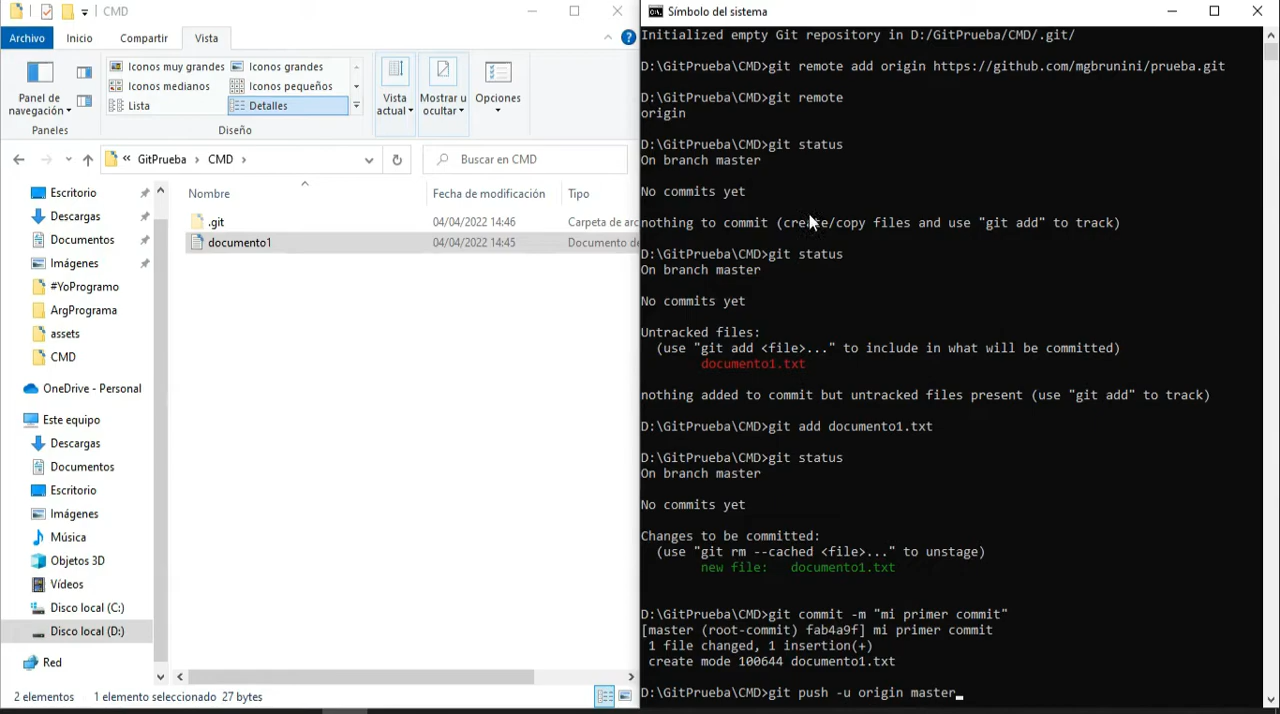 CMD
Archivo
Inicio
Compartir
Vista
Panel de navegación
Iconos muy grandes
Iconos grandes
Iconos medianos
Iconos pequeños
Lista
Detalles
Vista actual
Mostrar u ocultar
Opciones
Paneles
Diseño
« GitPrueba > CMD >
Buscar en CMD
Nombre
Fecha de modificación
Tipo
.git
04/04/2022 14:46
Carpeta de arc
documento1
04/04/2022 14:45
Documento de
Escritorio
Descargas
Documentos
Imágenes
#YoProgramo
ArgPrograma
assets
CMD
OneDrive - Personal
Este equipo
Descargas
Documentos
Escritorio
Imágenes
Música
Objetos 3D
Vídeos
Disco local (C:)
Disco local (D:)
Red
2 elementos
1 elemento seleccionado 27 bytes
Símbolo del sistema
Initialized empty Git repository in D:/GitPrueba/CMD/.git/
D:\GitPrueba\CMD>git remote add origin https://github.com/mgbrunini/prueba.git
D:\GitPrueba\CMD>git remote
origin
D:\GitPrueba\CMD>git status
On branch master
No commits yet
nothing to commit (create/copy files and use "git add" to track)
D:\GitPrueba\CMD>git status
On branch master
No commits yet
Untracked files:
(use "git add <file>..." to include in what will be committed)
documento1.txt
nothing added to commit but untracked files present (use "git add" to track)
D:\GitPrueba\CMD>git add documento1.txt
D:\GitPrueba\CMD>git status
On branch master
No commits yet
Changes to be committed:
(use "git rm --cached <file>..." to unstage)
new file:   documento1.txt
D:\GitPrueba\CMD>git commit -m "mi primer commit"
[master (root-commit) fab4a9f] mi primer commit
1 file changed, 1 insertion(+)
create mode 100644 documento1.txt
D:\GitPrueba\CMD>git push -u origin master